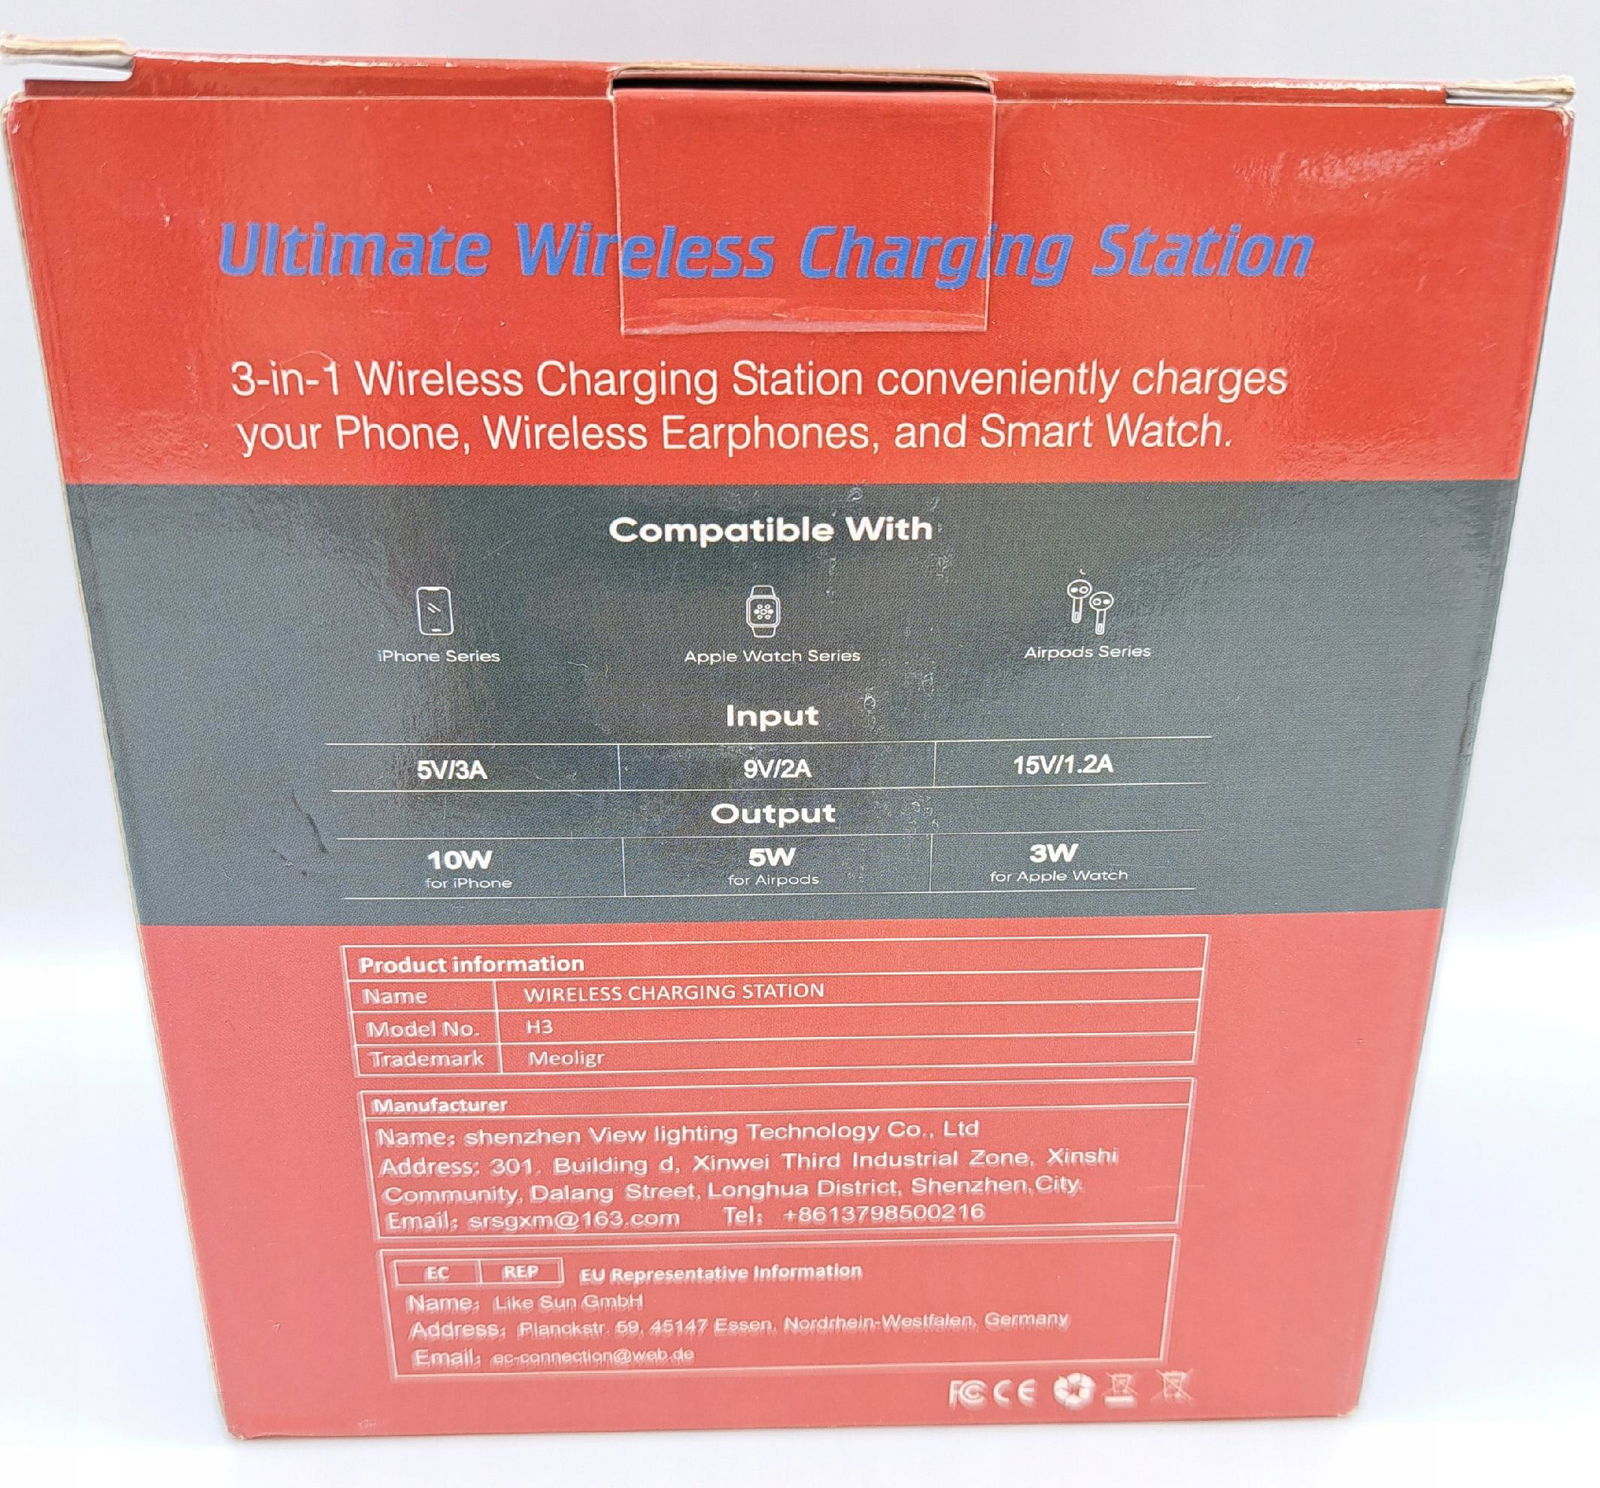 Ultimate Wireless Charging Station
3-in-1 Wireless Charging Station conveniently charges
your Phone, Wireless Earphones, and Smart Watch.
Compatible With
iPhone Series Apple Watch Series Airpods Series
Input
5V/3A 9V/2A 15V/1.2A
Output
10W 5W 3W
for iPhone for Airpods for Apple Watch
Product information
Name WIRELESS CHARGING STATION
Model No. H3
Trademark Meoligr
Manufacturer
Name: shenzhen View lighting Technology Co., Ltd
Address: 301. Building d, Xinwei Third Industrial Zone, Xinshi
Community, Dalang Street, Longhua District, Shenzhen,City.
Email: srsgxm@163.com Tel: +8613798500216
EC REP EU Representative Information
Name: Like Sun GmbH
Address: Planckstr. 59, 45147 Essen, Nordrhein-Westfalen, Germany
Email: ec-connection@web.de
FC CE